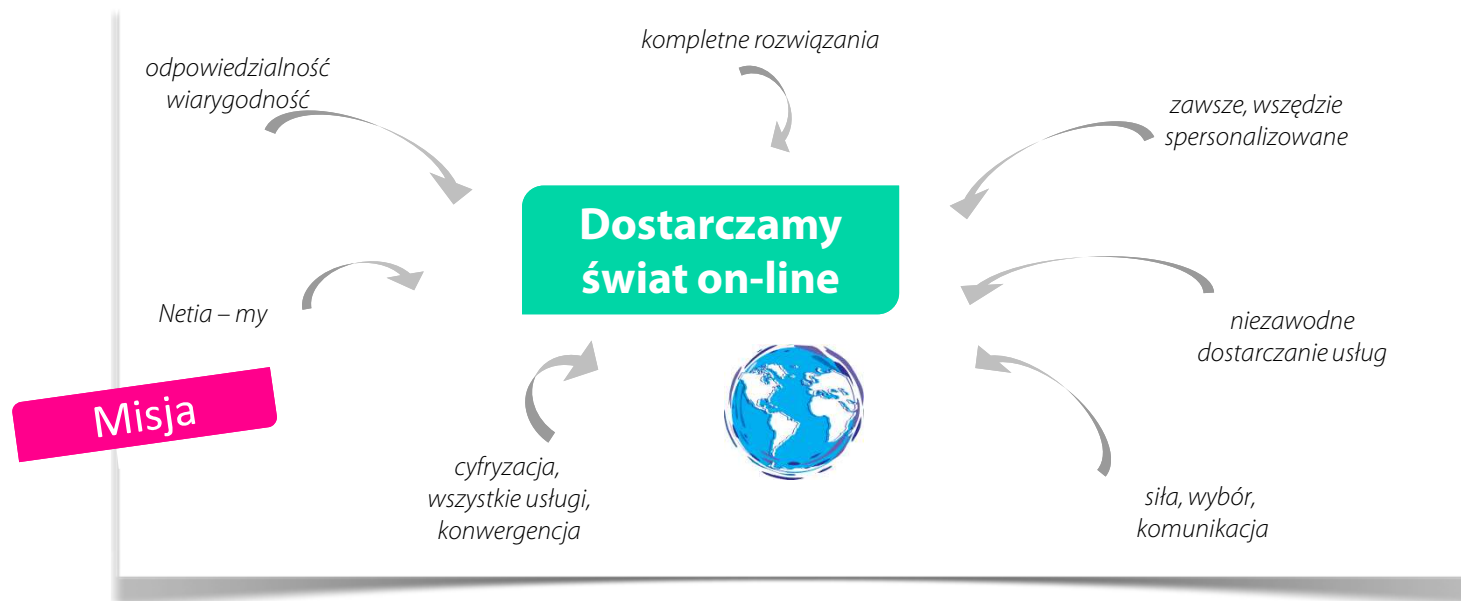 kompletne rozwiązania
odpowiedzialność
wiarygodność
zawsze, wszędzie
spersonalizowane
Dostarczamy
świat on-line
Netia – my
niezawodne
dostarczanie usług
Misja
cyfryzacja,
wszystkie usługi,
konwergencja
siła, wybór,
komunikacja